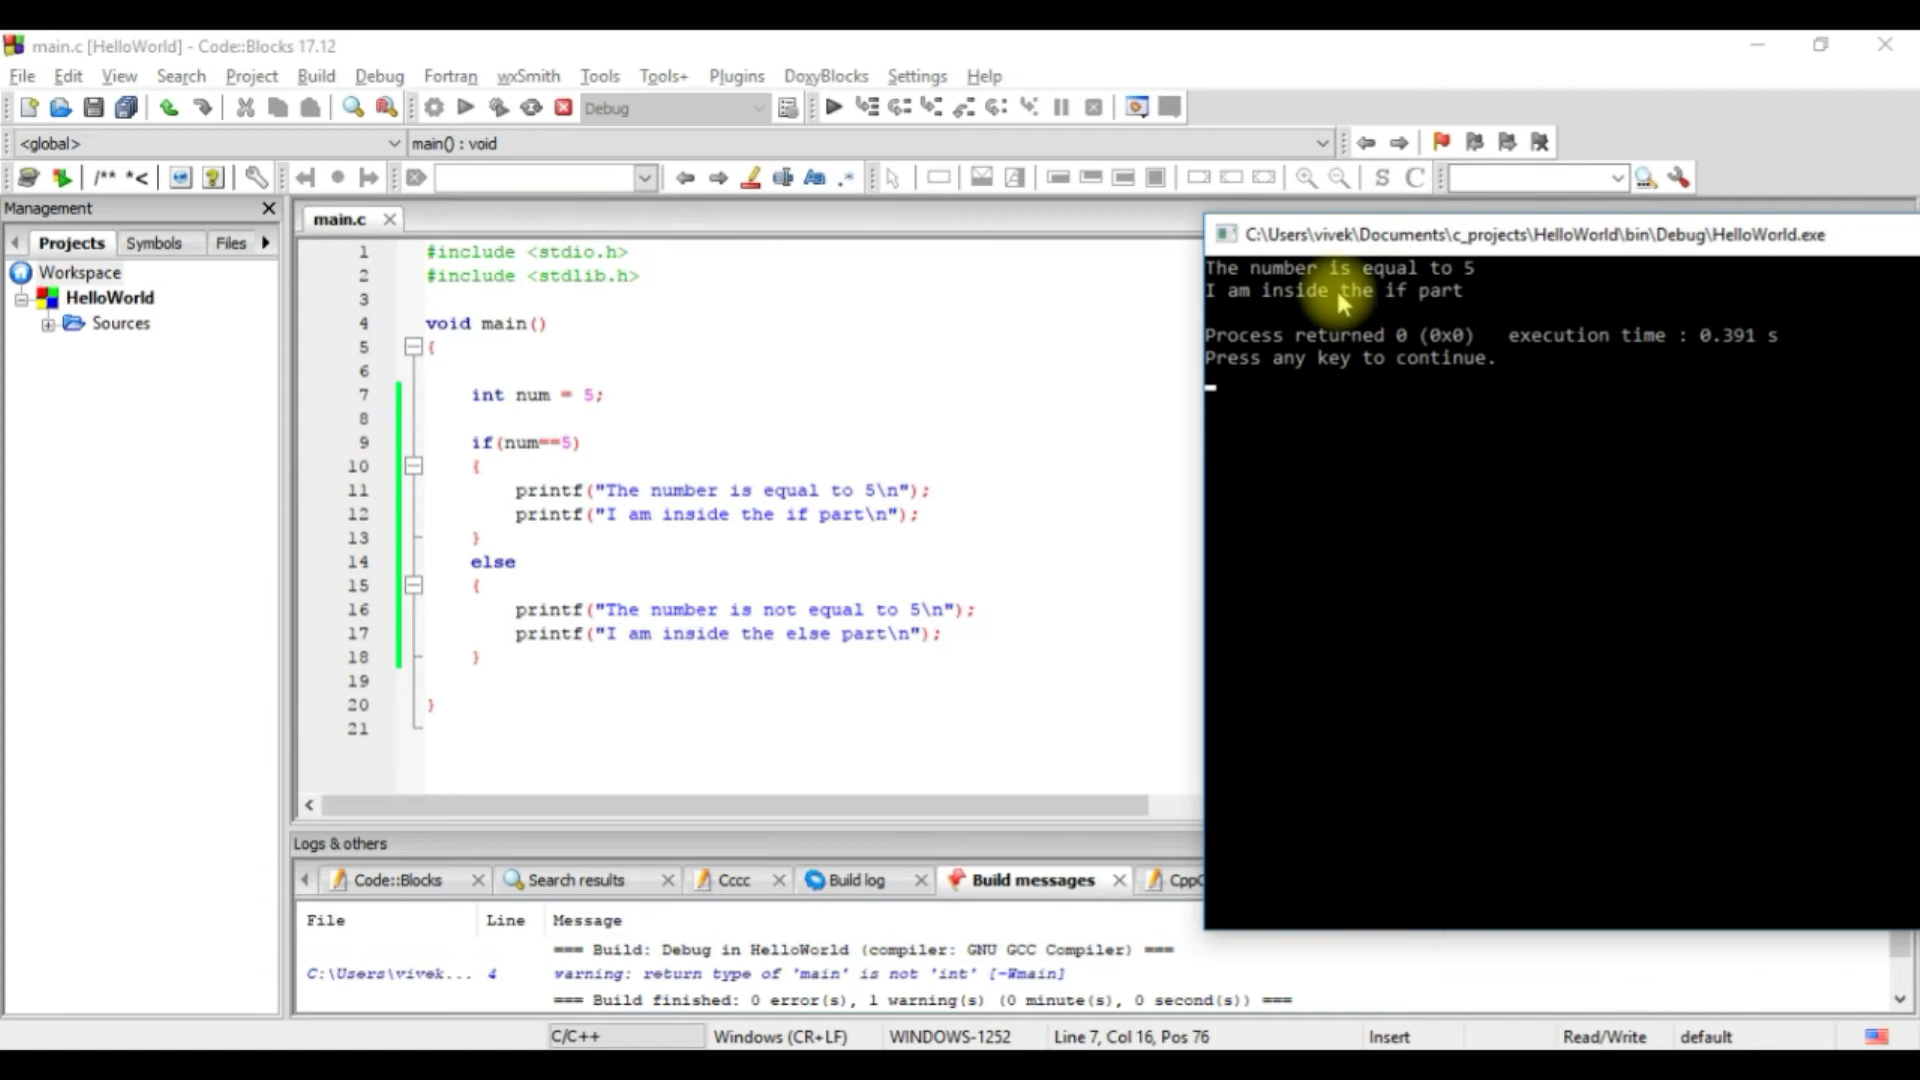 main.c [HelloWorld] - Code::Blocks 17.12
File Edit View Search Project Build Debug Fortran wxSmith Tools Tools+ Plugins DoxyBlocks Settings Help
Debug
<global> main() : void
/** *<
S C
Management
Projects Symbols Files
Workspace
HelloWorld
Sources
main.c
1 #include <stdio.h>
2 #include <stdlib.h>
3
4 void main()
5 {
6
7 int num = 5;
8
9 if(num==5)
10 {
11 printf("The number is equal to 5\n");
12 printf("I am inside the if part\n");
13 }
14 else
15 {
16 printf("The number is not equal to 5\n");
17 printf("I am inside the else part\n");
18 }
19
20 }
21
C:\Users\vivek\Documents\c_projects\HelloWorld\bin\Debug\HelloWorld.exe
The number is equal to 5
I am inside the if part
Process returned 0 (0x0) execution time : 0.391 s
Press any key to continue.
Logs & others
Code::Blocks Search results Cccc Build log Build messages CppC
File Line Message
=== Build: Debug in HelloWorld (compiler: GNU GCC Compiler) ===
C:\Users\vivek... 4 warning: return type of 'main' is not 'int' [-Wmain]
=== Build finished: 0 error(s), 1 warning(s) (0 minute(s), 0 second(s)) ===
C/C++ Windows (CR+LF) WINDOWS-1252 Line 7, Col 16, Pos 76 Insert Read/Write default